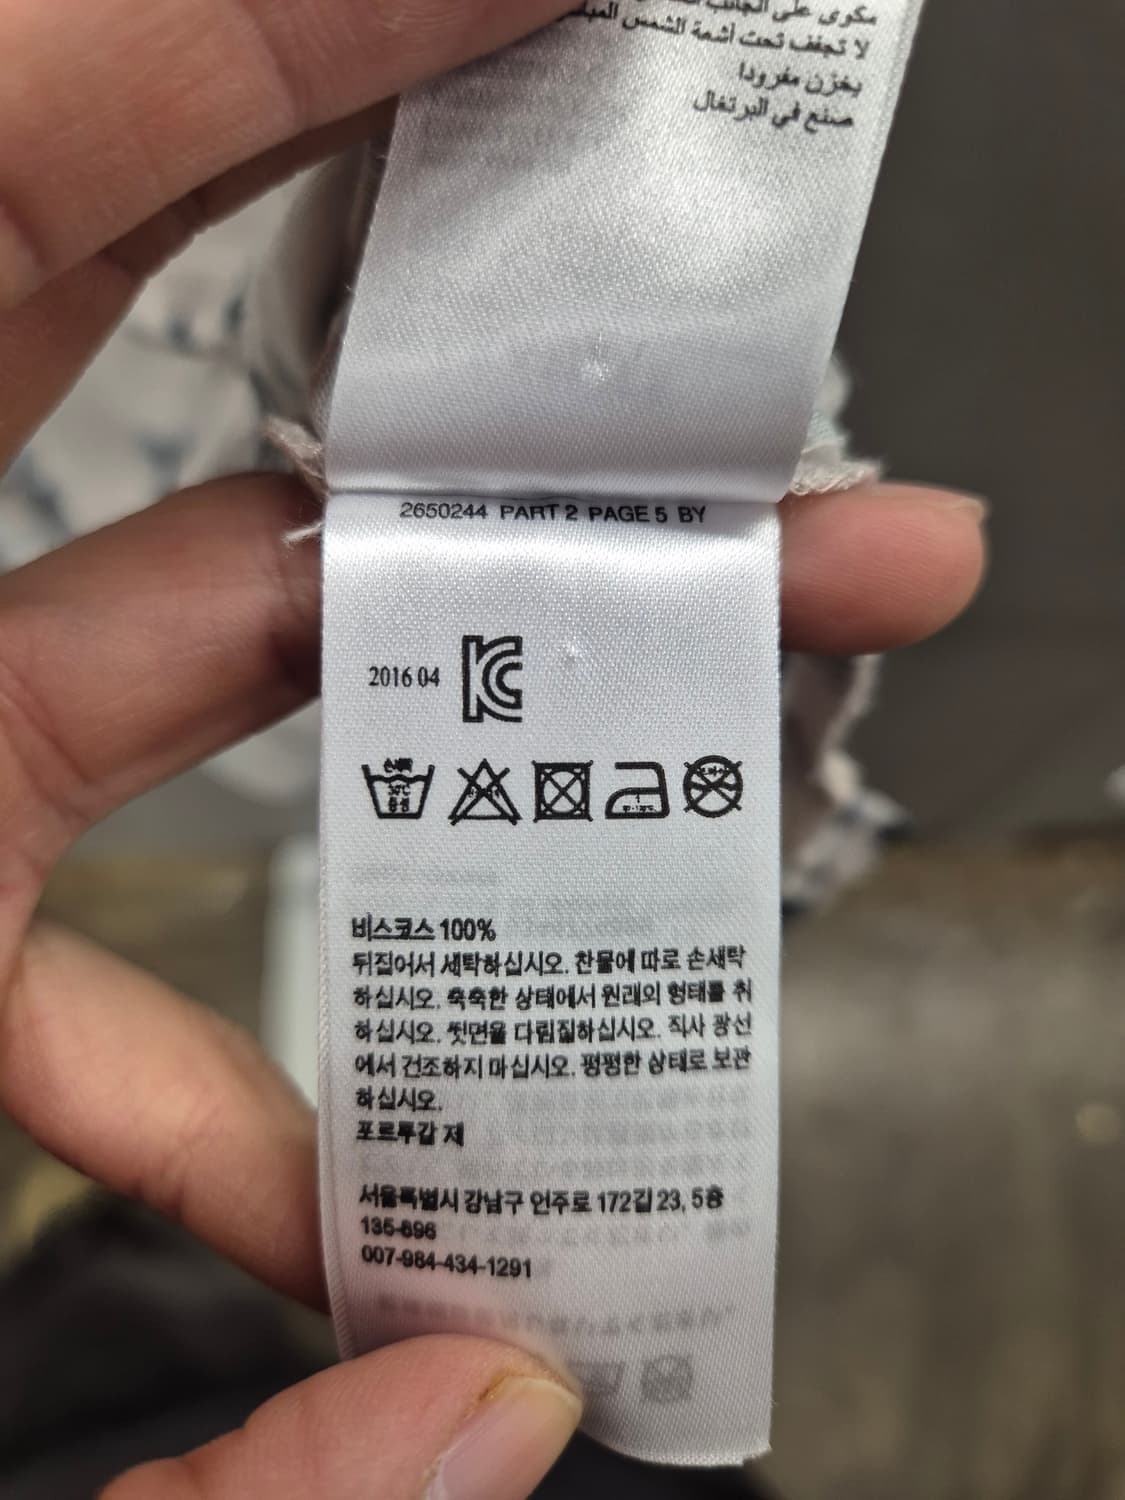 مكوى على الجانب
لا تجفف تحت أشعة الشمس
يخزن مفرودا
صنع في البرتغال
2650244 PART 2 PAGE 5 BY
2016 04
비스코스 100%
뒤집어서 세탁하십시오. 찬물에 따로 손세탁
하십시오. 축축한 상태에서 원래의 형태를 취
하십시오. 뒷면을 다림질하십시오. 직사 광선
에서 건조하지 마십시오. 평평한 상태로 보관
하십시오.
포르투갈 제
서울특별시 강남구 언주로 172길 23, 5층
135-896
007-984-434-1291